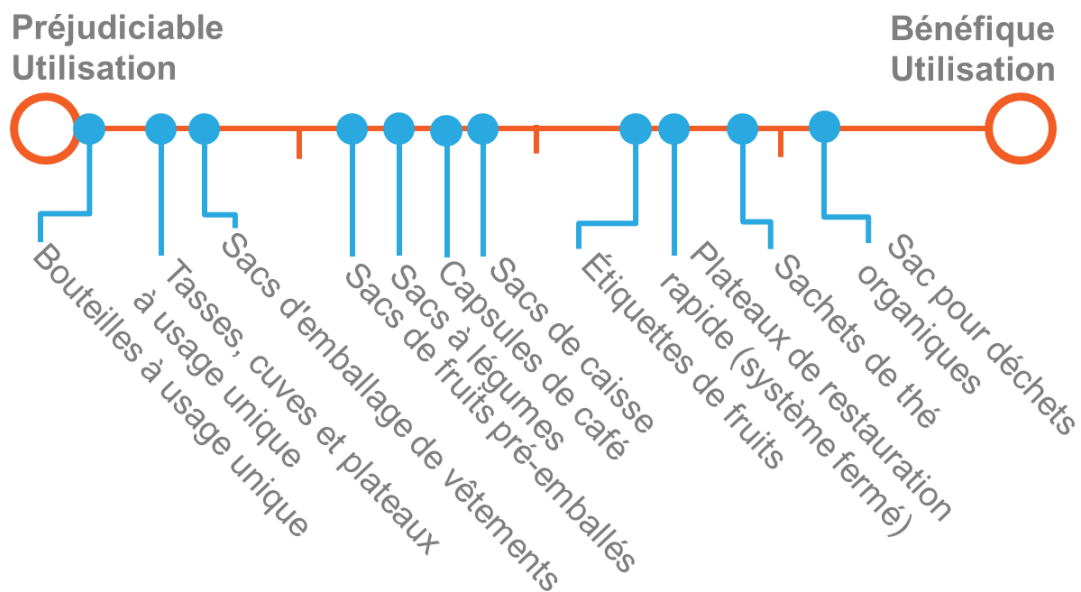 Préjudiciable
Utilisation
Bénéfique
Utilisation
Bouteilles à usage unique
Tasses, cuves et plateaux
à usage unique
Sacs d'emballage de vêtements
Sacs de fruits pré-emballés
Sacs à légumes
Capsules de café
Sacs de caisse
Étiquettes de fruits
Plateaux de restauration
rapide (système fermé)
Sachets de thé
Sac pour déchets
organiques